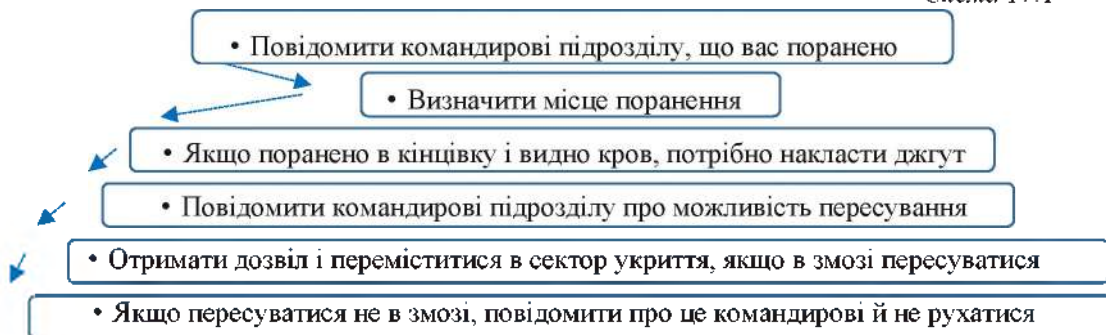 • Повідомити командирові підрозділу, що вас поранено
• Визначити місце поранення
• Якщо поранено в кінцівку і видно кров, потрібно накласти джгут
• Повідомити командирові підрозділу про можливість пересування
• Отримати дозвіл і переміститися в сектор укриття, якщо в змозі пересуватися
• Якщо пересуватися не в змозі, повідомити про це командирові й не рухатися